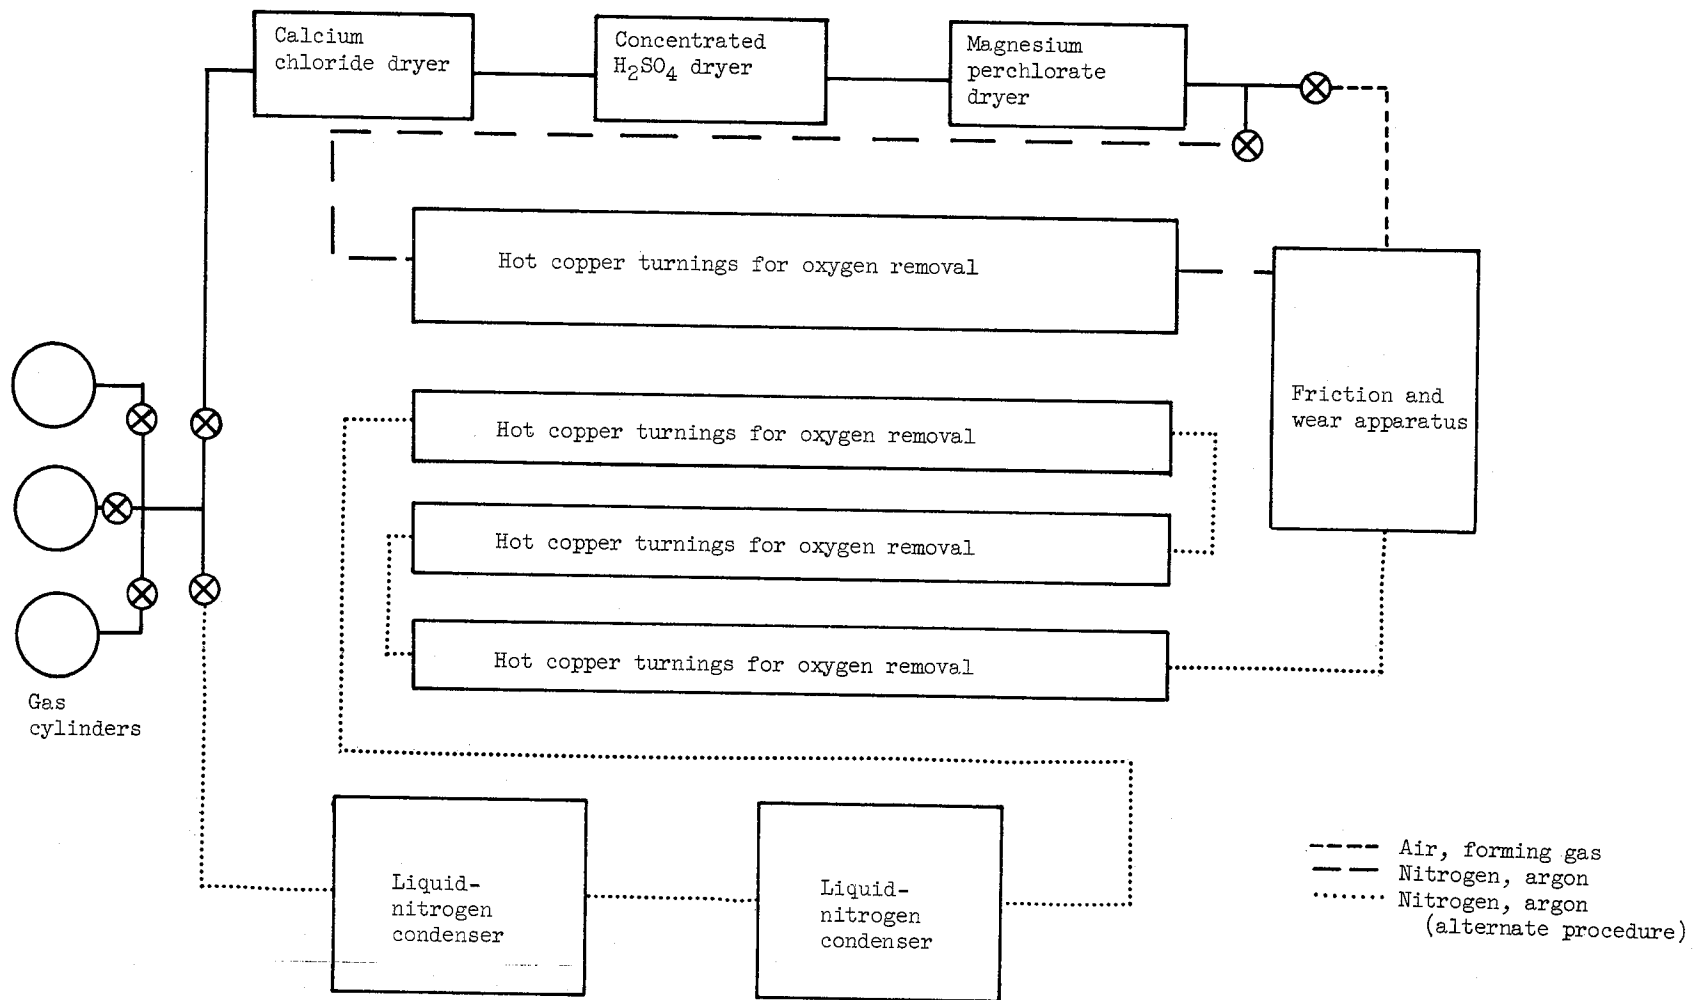 Calcium
chloride dryer
Concentrated
H₂SO₄ dryer
Magnesium
perchlorate
dryer
Hot copper turnings for oxygen removal
Friction and
wear apparatus
Hot copper turnings for oxygen removal
Hot copper turnings for oxygen removal
Hot copper turnings for oxygen removal
Gas
cylinders
Liquid-
nitrogen
condenser
Liquid-
nitrogen
condenser
Air, forming gas
Nitrogen, argon
Nitrogen, argon
(alternate procedure)